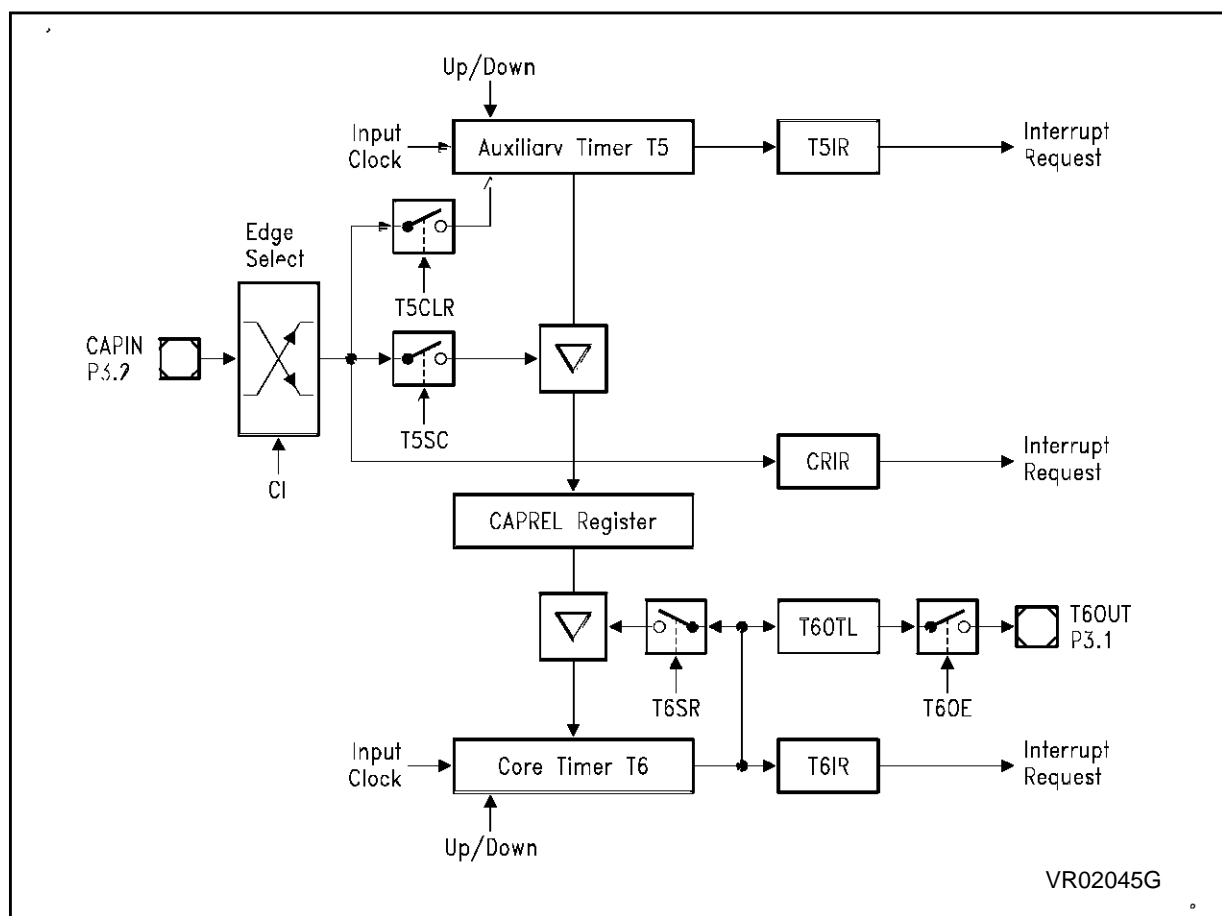 Up/Down
Input
Clock
Auxiliary Timer T5
T5IR
Interrupt
Request
Edge
Select
T5CLR
CAPIN
P3.2
T5SC
CI
CRIR
Interrupt
Request
CAPREL Register
T6OTL
T6OUT
P3.1
T6SR
T6OE
Input
Clock
Core Timer T6
T6IR
Interrupt
Request
Up/Down
VR02045G